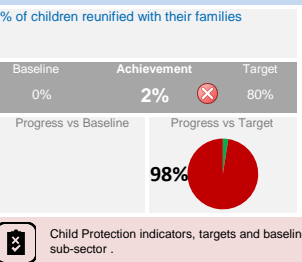 % of children reunified with their families
Baseline Achievement Target
0% 2% 80%
Progress vs Baseline Progress vs Target
98%
Child Protection indicators, targets and baselin
sub-sector .